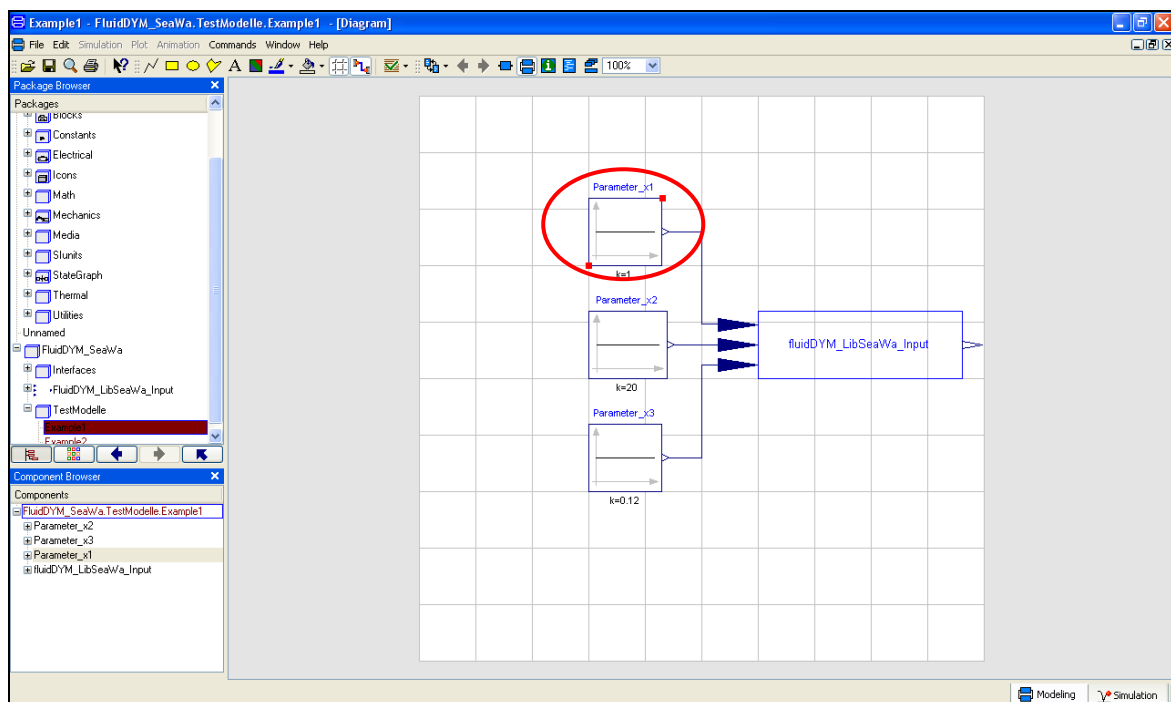 Example1 - FluidDYM_SeaWa.TestModelle.Example1 - [Diagram]
File Edit Simulation Plot Animation Commands Window Help
A 100%
Package Browser
Packages
Blocks
Constants
Electrical
Icons
Math
Mechanics
Media
SIunits
StateGraph
Thermal
Utilities
Unnamed
FluidDYM_SeaWa
Interfaces
FluidDYM_LibSeaWa_Input
TestModelle
Example1
Example2
Component Browser
Components
FluidDYM_SeaWa.TestModelle.Example1
Parameter_x2
Parameter_x3
Parameter_x1
fluidDYM_LibSeaWa_Input
Parameter_x1
k=1
Parameter_x2
k=20
Parameter_x3
k=0.12
fluidDYM_LibSeaWa_Input
Modeling Simulation